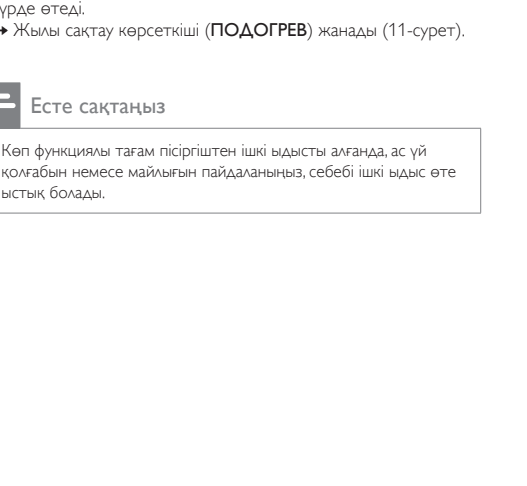 үрде өтеді.
➔ Жылы сақтау көрсеткіші (ПОДОГРЕВ) жанады (11-сурет).
Есте сақтаңыз
Көп функциялы тағам пісіргіштен ішкі ыдысты алғанда, ас үй
қолғабын немесе майлығын пайдаланыңыз, себебі ішкі ыдыс өте
ыстық болады.